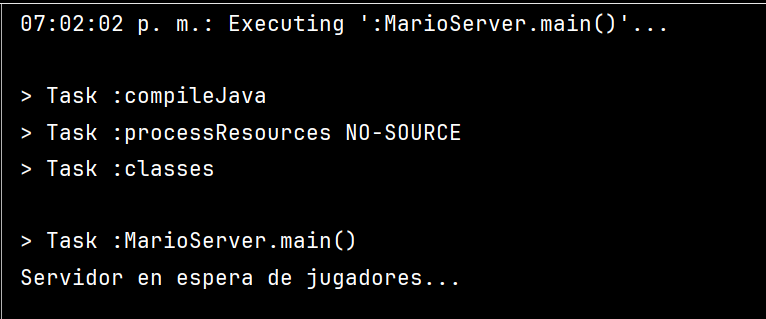 07:02:02 p. m.: Executing ':MarioServer.main()'...
> Task :compileJava
> Task :processResources NO-SOURCE
> Task :classes
> Task :MarioServer.main()
Servidor en espera de jugadores...